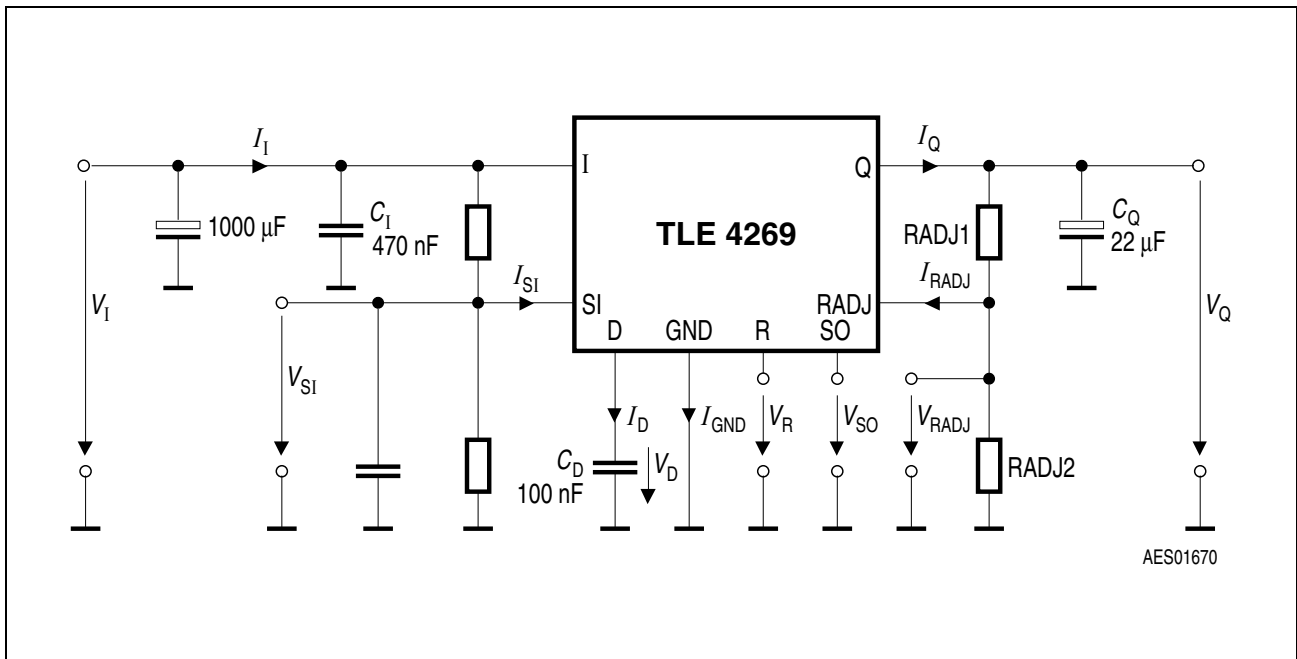 I_I
I_Q
I
Q
1000 µF
C_I
470 nF
TLE 4269
RADJ1
C_Q
22 µF
I_SI
I_RADJ
V_I
SI
RADJ
V_Q
D
GND
R
SO
V_SI
I_D
I_GND
V_R
V_SO
V_RADJ
C_D
100 nF
V_D
RADJ2
AES01670